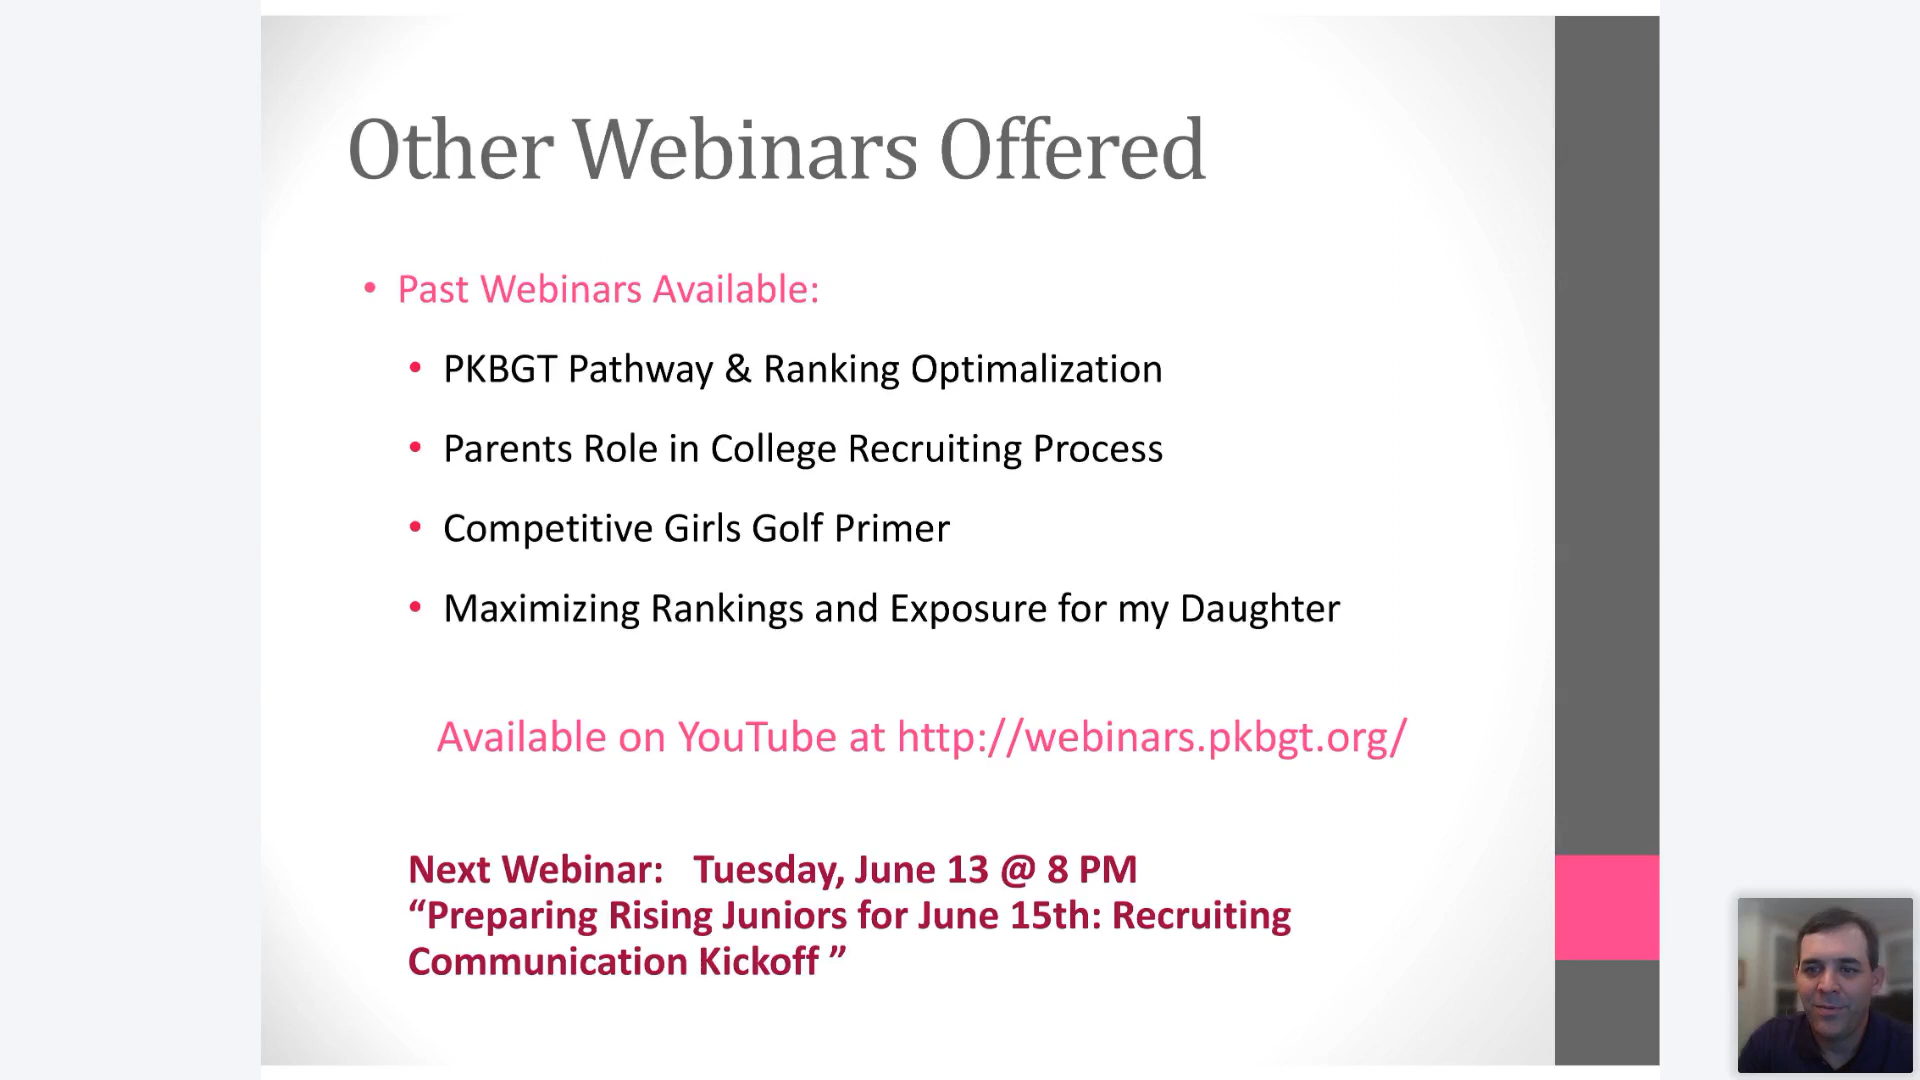 Other Webinars Offered
• Past Webinars Available:
• PKBGT Pathway & Ranking Optimalization
• Parents Role in College Recruiting Process
• Competitive Girls Golf Primer
• Maximizing Rankings and Exposure for my Daughter
Available on YouTube at http://webinars.pkbgt.org/
Next Webinar:   Tuesday, June 13 @ 8 PM
“Preparing Rising Juniors for June 15th: Recruiting
Communication Kickoff ”